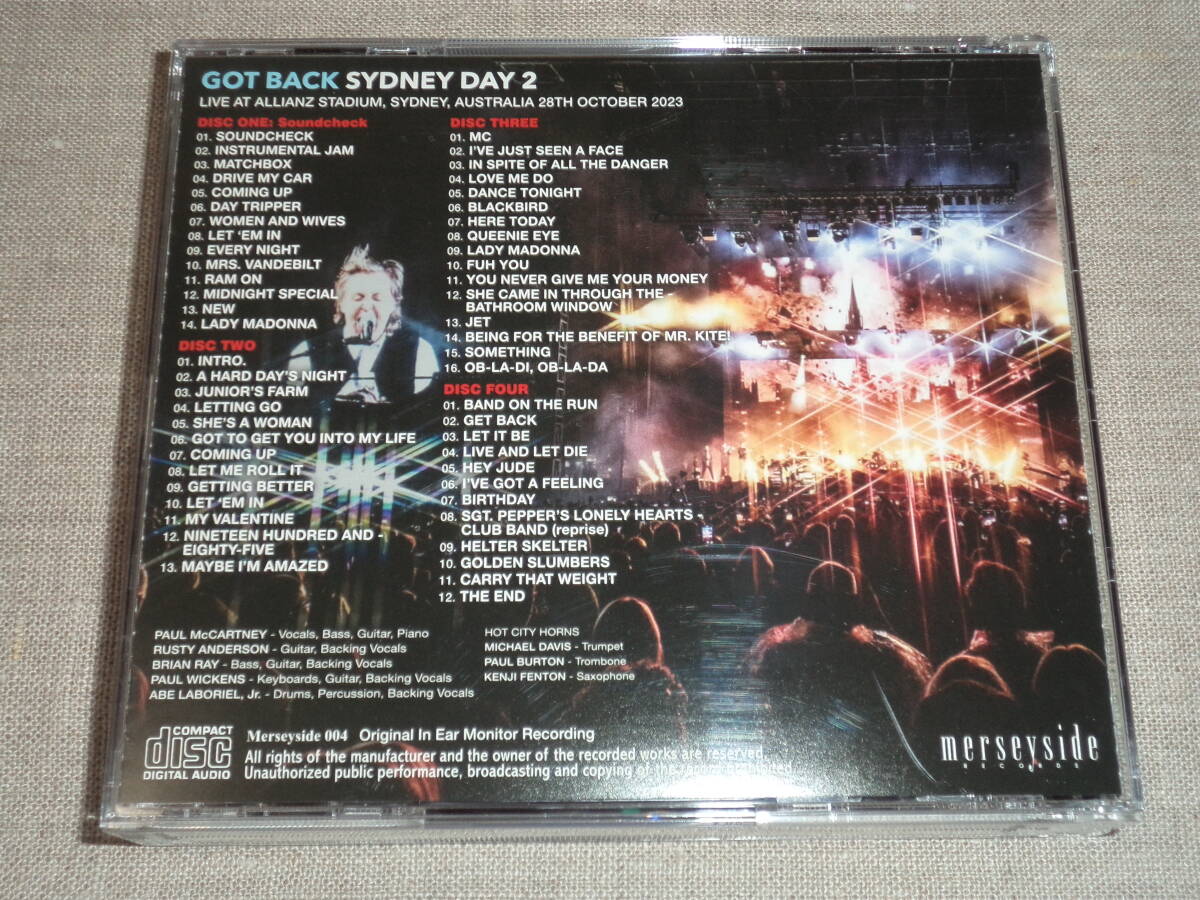 GOT BACK SYDNEY DAY 2
LIVE AT ALLIANZ STADIUM, SYDNEY, AUSTRALIA 28TH OCTOBER 2023
DISC ONE: Soundcheck
01. SOUNDCHECK
02. INSTRUMENTAL JAM
03. MATCHBOX
04. DRIVE MY CAR
05. COMING UP
06. DAY TRIPPER
07. WOMEN AND WIVES
08. LET ‘EM IN
09. EVERY NIGHT
10. MRS. VANDEBILT
11. RAM ON
12. MIDNIGHT SPECIAL
13. NEW
14. LADY MADONNA
DISC TWO
01. INTRO.
02. A HARD DAY'S NIGHT
03. JUNIOR'S FARM
04. LETTING GO
05. SHE'S A WOMAN
06. GOT TO GET YOU INTO MY LIFE
07. COMING UP
08. LET ME ROLL IT
09. GETTING BETTER
10. LET ‘EM IN
11. MY VALENTINE
12. NINETEEN HUNDRED AND -
EIGHTY-FIVE
13. MAYBE I'M AMAZED
DISC THREE
01. MC
02. I'VE JUST SEEN A FACE
03. IN SPITE OF ALL THE DANGER
04. LOVE ME DO
05. DANCE TONIGHT
06. BLACKBIRD
07. HERE TODAY
08. QUEENIE EYE
09. LADY MADONNA
10. FUH YOU
11. YOU NEVER GIVE ME YOUR MONEY
12. SHE CAME IN THROUGH THE -
BATHROOM WINDOW
13. JET
14. BEING FOR THE BENEFIT OF MR. KITE!
15. SOMETHING
16. OB-LA-DI, OB-LA-DA
DISC FOUR
01. BAND ON THE RUN
02. GET BACK
03. LET IT BE
04. LIVE AND LET DIE
05. HEY JUDE
06. I'VE GOT A FEELING
07. BIRTHDAY
08. SGT. PEPPER'S LONELY HEARTS -
CLUB BAND (reprise)
09. HELTER SKELTER
10. GOLDEN SLUMBERS
11. CARRY THAT WEIGHT
12. THE END
PAUL McCARTNEY - Vocals, Bass, Guitar, Piano
RUSTY ANDERSON - Guitar, Backing Vocals
BRIAN RAY - Bass, Guitar, Backing Vocals
PAUL WICKENS - Keyboards, Guitar, Backing Vocals
ABE LABORIEL, Jr. - Drums, Percussion, Backing Vocals
HOT CITY HORNS
MICHAEL DAVIS - Trumpet
PAUL BURTON - Trombone
KENJI FENTON - Saxophone
COMPACT
disc
DIGITAL AUDIO
Merseyside 004 Original In Ear Monitor Recording
All rights of the manufacturer and the owner of the recorded works are reserved.
Unauthorized public performance, broadcasting and copying of
merseyside
RECORDS